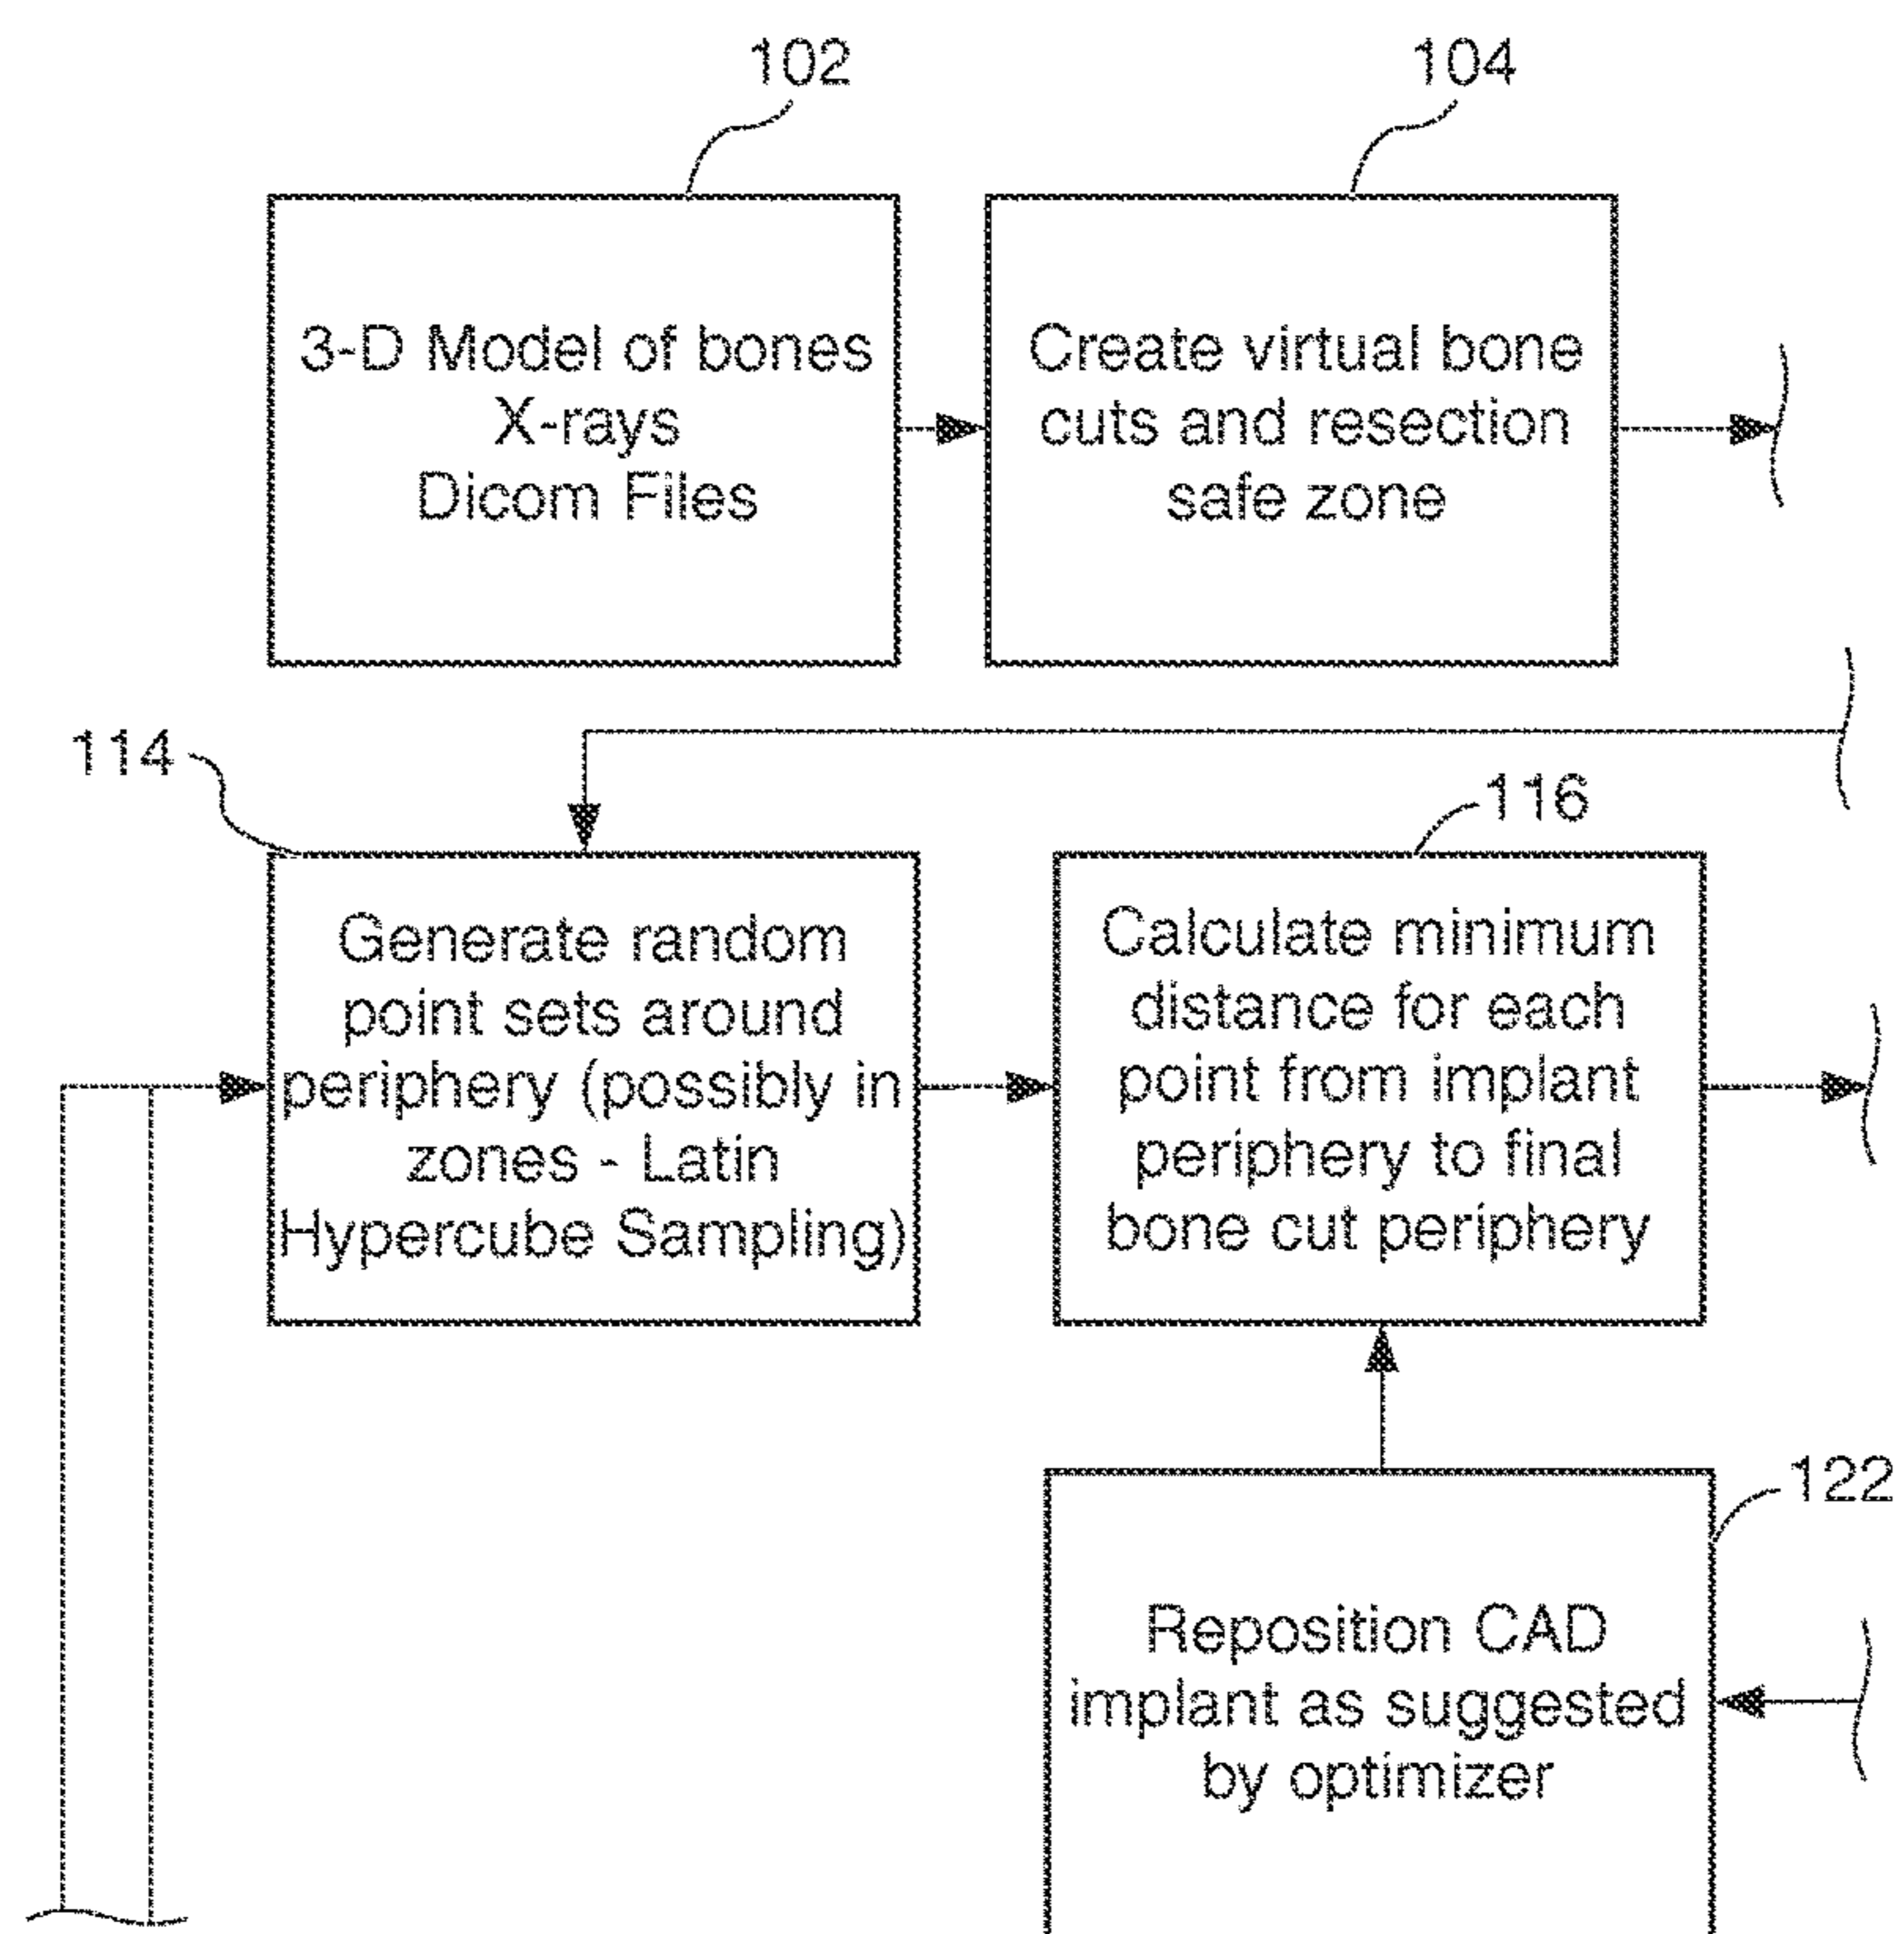 102
104
3-D Model of bones
X-rays
Dicom Files
Create virtual bone
cuts and resection
safe zone
114
116
Generate random
point sets around
periphery (possibly in
zones - Latin
Hypercube Sampling)
Calculate minimum
distance for each
point from implant
periphery to final
bone cut periphery
122
Reposition CAD
implant as suggested
by optimizer